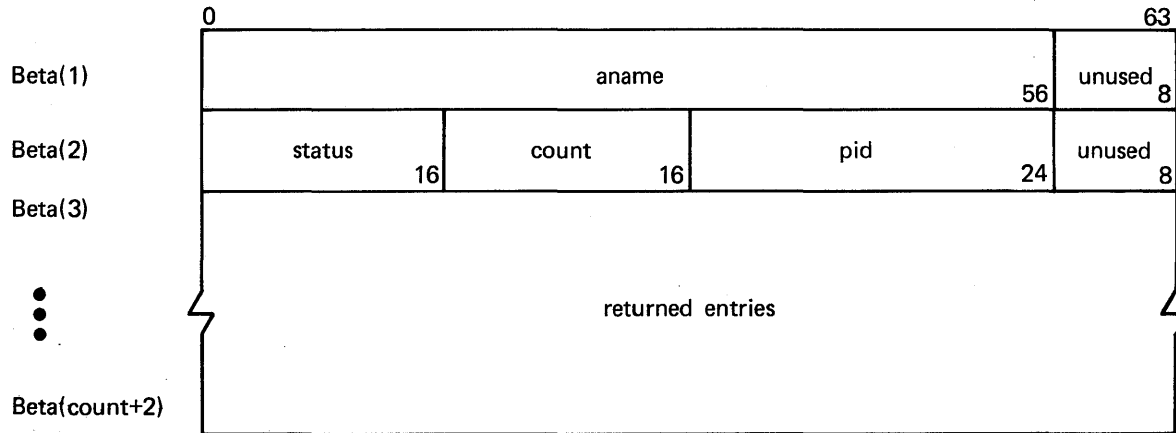 0 63
Beta(1) aname 56 unused 8
Beta(2) status 16 count 16 pid 24 unused 8
Beta(3)
returned entries
Beta(count+2)